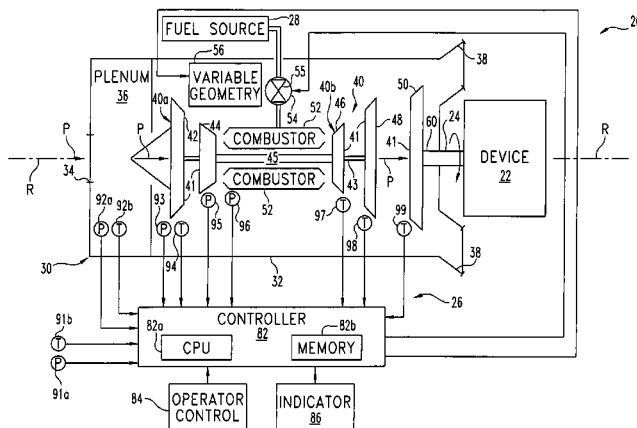 FUEL SOURCE
28
20
56
PLENUM
36
VARIABLE
GEOMETRY
55
54
38
40a
42
44
52
40b
46
40
48
50
COMBUSTOR
41
60
24
P
P
45
43
P
DEVICE
22
R
R
34
COMBUSTOR
41
41
41
92a
92b
93
52
97
P
T
P
T
94
P
95
P
96
T
T
98
T
99
30
32
38
26
CONTROLLER
82
91b
T
82a
CPU
82b
MEMORY
P
91a
84
OPERATOR
CONTROL
INDICATOR
86